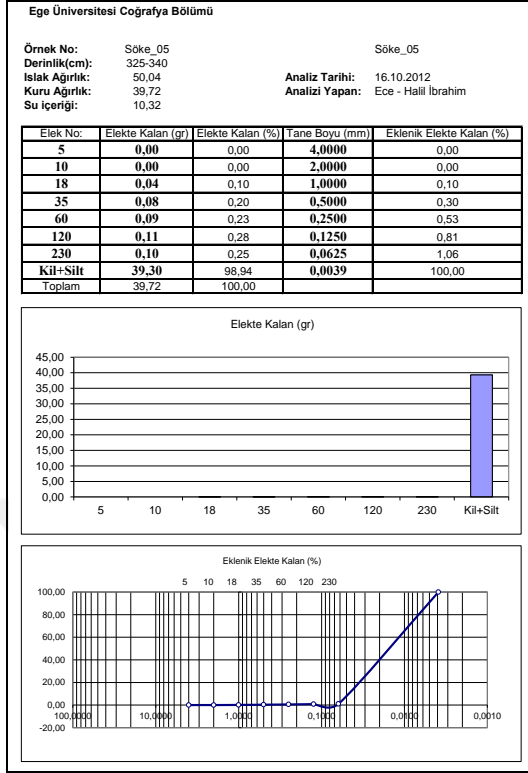 Ege Üniversitesi Coğrafya Bölümü
Örnek No: Söke_05 Söke_05
Derinlik(cm): 325-340
Islak Ağırlık: 50,04 Analiz Tarihi: 16.10.2012
Kuru Ağırlık: 39,72 Analizi Yapan: Ece - Halil İbrahim
Su içeriği: 10,32
Elek No: Elekte Kalan (gr) Elekte Kalan (%) Tane Boyu (mm) Eklenik Elekte Kalan (%)
5 0,00 0,00 4,0000 0,00
10 0,00 0,00 2,0000 0,00
18 0,04 0,10 1,0000 0,10
35 0,08 0,20 0,5000 0,30
60 0,09 0,23 0,2500 0,53
120 0,11 0,28 0,1250 0,81
230 0,10 0,25 0,0625 1,06
Kil+Silt 39,30 98,94 0,0039 100,00
Toplam 39,72 100,00
Elekte Kalan (gr)
45,00
40,00
35,00
30,00
25,00
20,00
15,00
10,00
5,00
0,00
5 10 18 35 60 120 230 Kil+Silt
Eklenik Elekte Kalan (%)
5 10 18 35 60 120 230
100,00
80,00
60,00
40,00
20,00
0,00
100,0000 10,0000 1,0000 0,1000 0,0100 0,0010
-20,00